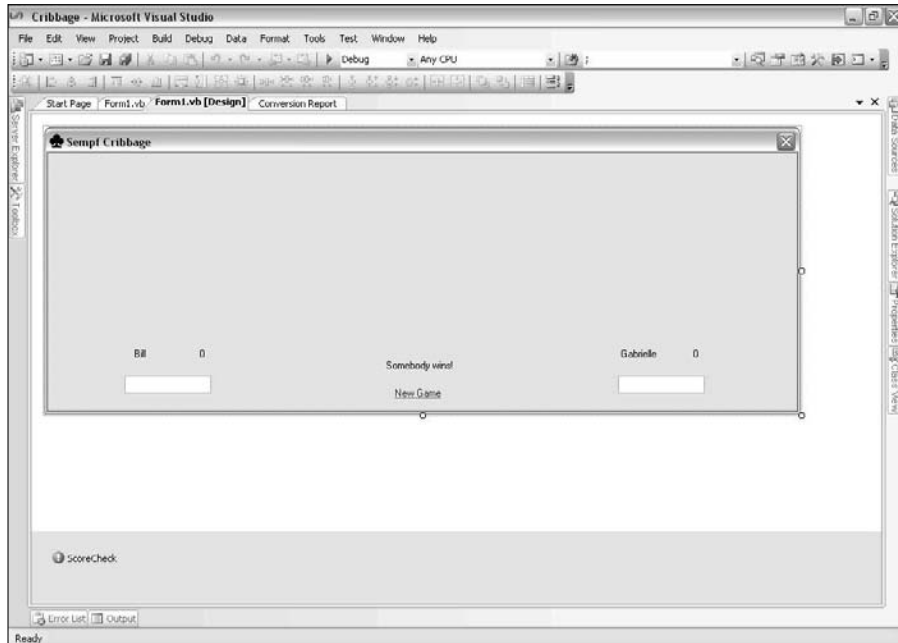 Cribbage - Microsoft Visual Studio
File Edit View Project Build Debug Data Format Tools Test Window Help
Debug Any CPU ;
Start Page Form1.vb Form1.vb [Design] Conversion Report
Server Explorer
Toolbox
Data Sources
Solution Explorer
Properties
Class View
Sempf Cribbage
Bill 0
Gabrielle 0
Somebody wins!
New Game
ScoreCheck
Error List Output
Ready